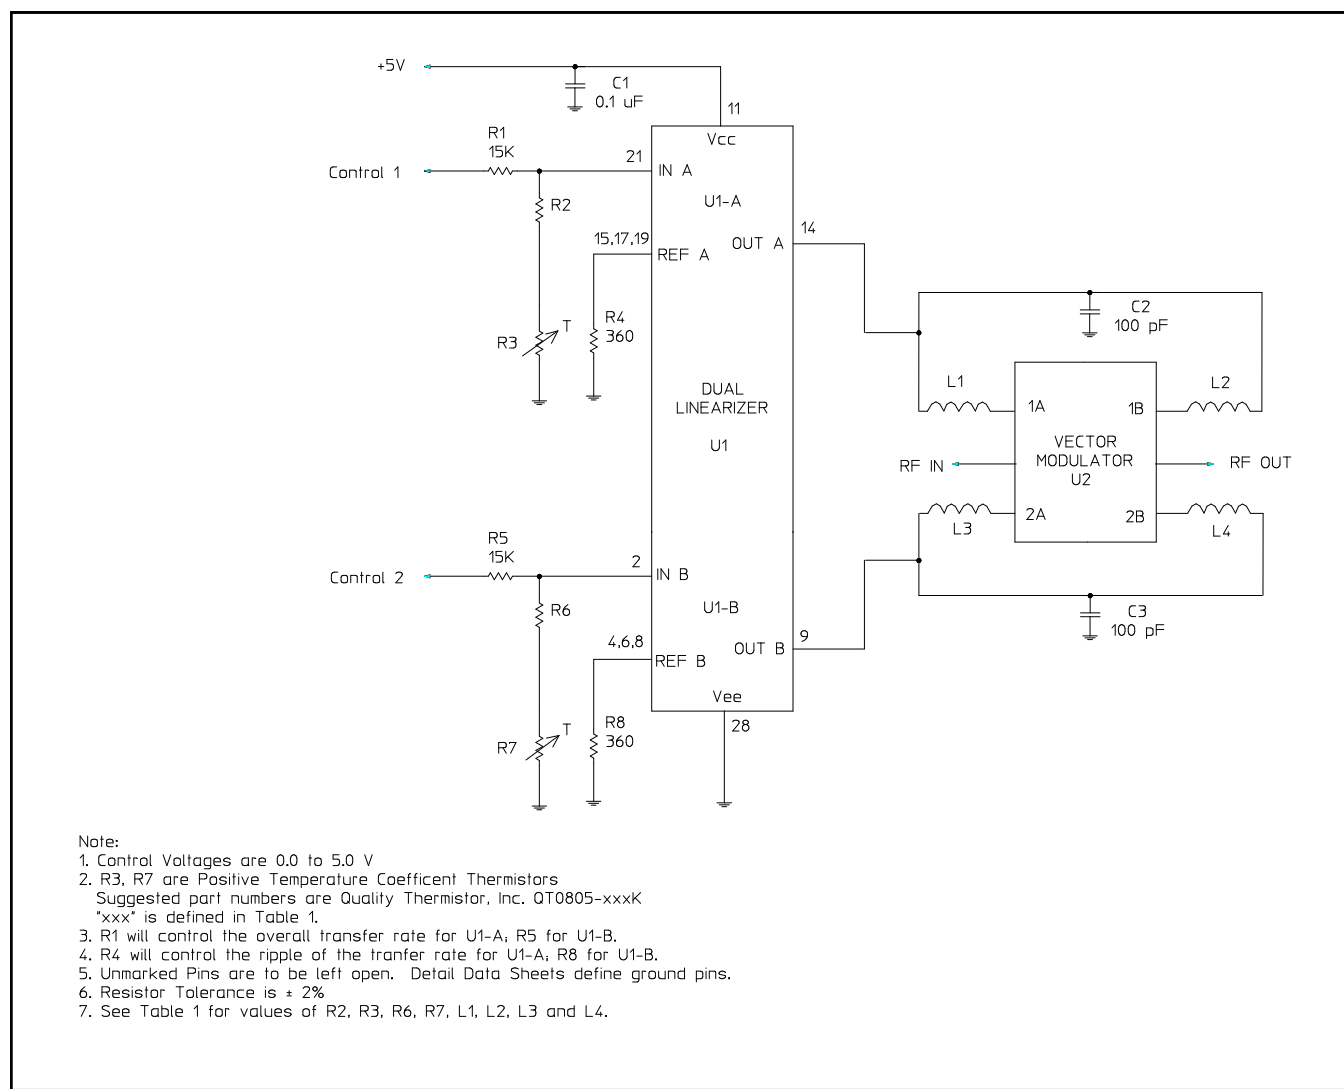 +5V
C1
0.1 uF
11
Vcc
R1
15K
21
Control 1
IN A
R2
U1-A
15,17,19
14
REF A
OUT A
R4
360
T
R3
C2
100 pF
L1
L2
DUAL
LINEARIZER
U1
1A
1B
VECTOR
MODULATOR
U2
RF IN
RF OUT
2A
2B
L3
L4
R5
15K
2
Control 2
IN B
R6
U1-B
C3
100 pF
4,6,8
9
REF B
OUT B
Vee
R8
360
T
R7
28
Note:
1. Control Voltages are 0.0 to 5.0 V
2. R3, R7 are Positive Temperature Coefficent Thermistors
Suggested part numbers are Quality Thermistor, Inc. QT0805-xxxK
"xxx" is defined in Table 1.
3. R1 will control the overall transfer rate for U1-A; R5 for U1-B.
4. R4 will control the ripple of the tranfer rate for U1-A; R8 for U1-B.
5. Unmarked Pins are to be left open. Detail Data Sheets define ground pins.
6. Resistor Tolerance is ± 2%
7. See Table 1 for values of R2, R3, R6, R7, L1, L2, L3 and L4.